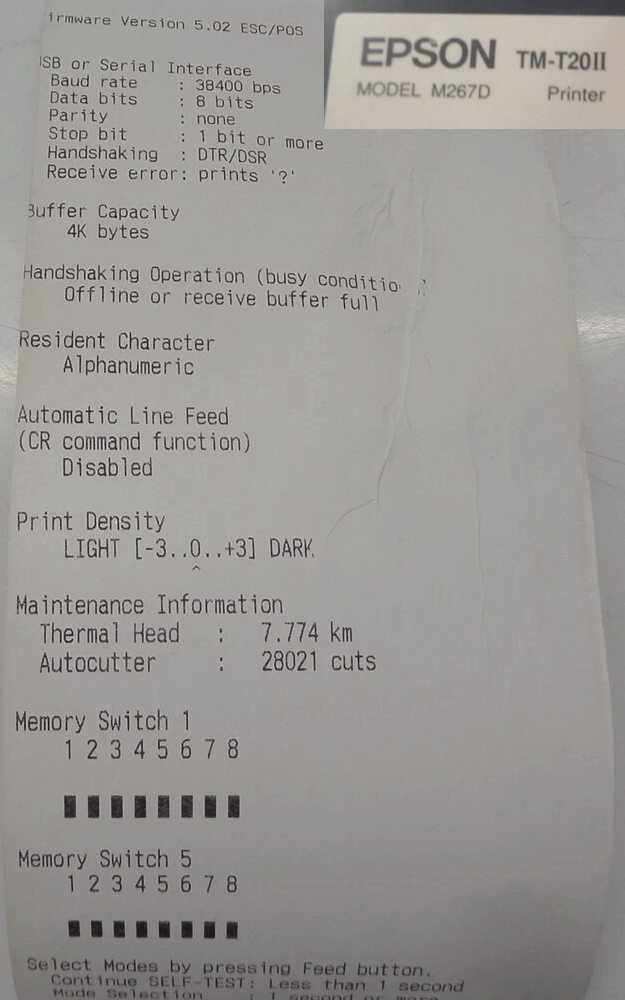 irmware Version 5.02 ESC/POS
EPSON TM-T20II
MODEL M267D Printer
SB or Serial Interface
Baud rate : 38400 bps
Data bits : 8 bits
Parity : none
Stop bit : 1 bit or more
Handshaking : DTR/DSR
Receive error: prints '?'
Buffer Capacity
4K bytes
Handshaking Operation (busy conditio )
Offline or receive buffer full
Resident Character
Alphanumeric
Automatic Line Feed
(CR command function)
Disabled
Print Density
LIGHT [-3..0..+3] DARK
^
Maintenance Information
Thermal Head : 7.774 km
Autocutter : 28021 cuts
Memory Switch 1
1 2 3 4 5 6 7 8
Memory Switch 5
1 2 3 4 5 6 7 8
Select Modes by pressing Feed button.
Continue SELF-TEST: Less than 1 second
Mode Selection : 1 second or more